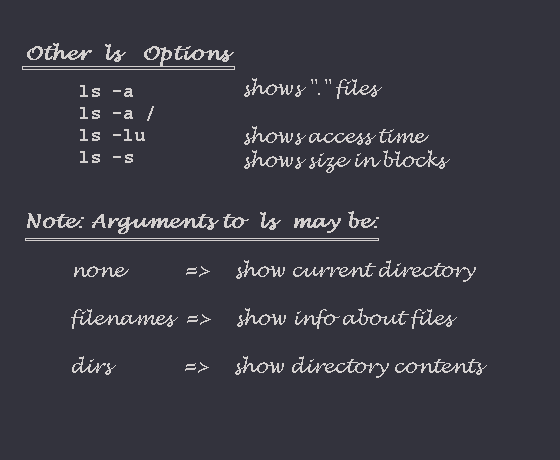 Other ls Options
ls -a shows "." files
ls -a /
ls -lu shows access time
ls -s shows size in blocks
Note: Arguments to ls may be:
none => show current directory
filenames => show info about files
dirs => show directory contents